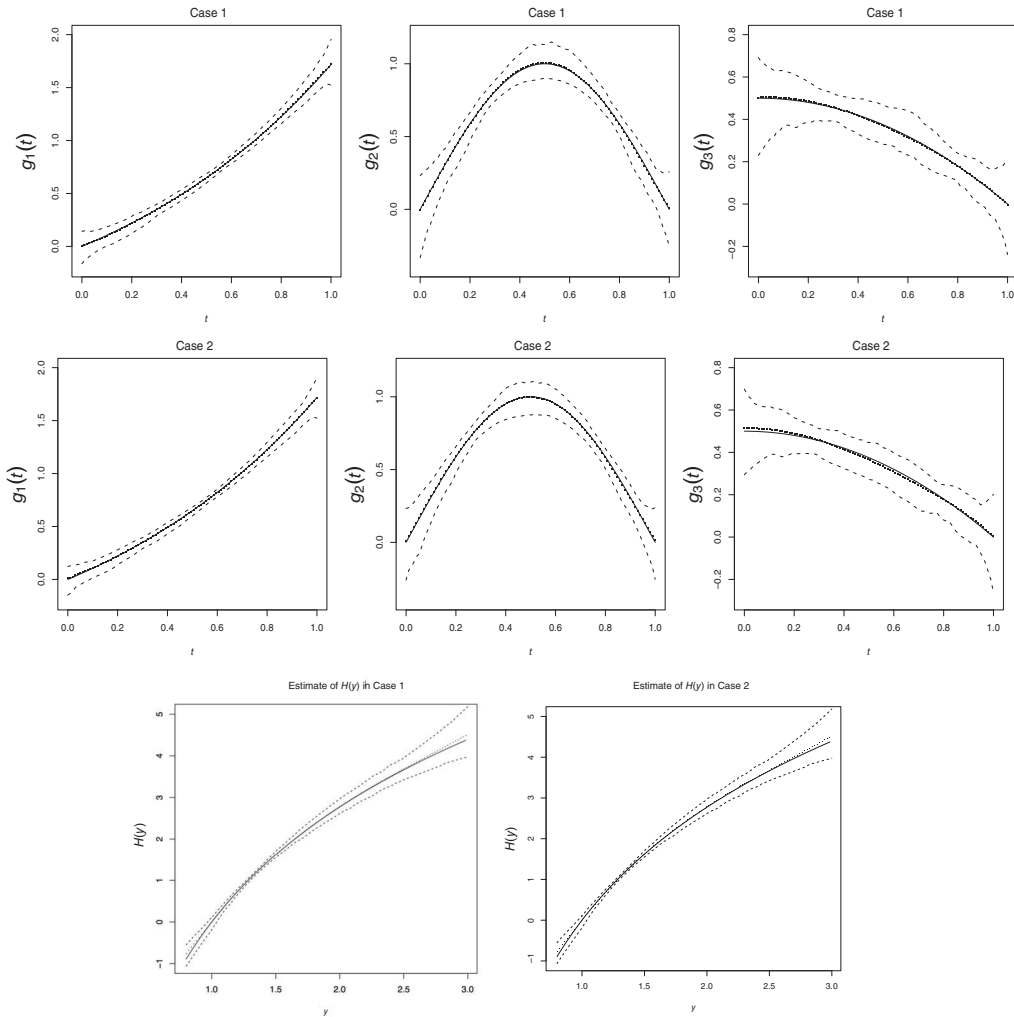 Case 1
g1(t)
2.0
1.5
1.0
0.5
0.0
0.0 0.2 0.4 0.6 0.8 1.0
t
Case 1
g2(t)
1.0
0.5
0.0
0.0 0.2 0.4 0.6 0.8 1.0
t
Case 1
g3(t)
0.8
0.6
0.4
0.2
0.0
−0.2
0.0 0.2 0.4 0.6 0.8 1.0
t
Case 2
g1(t)
2.0
1.5
1.0
0.5
0.0
0.0 0.2 0.4 0.6 0.8 1.0
t
Case 2
g2(t)
1.0
0.5
0.0
0.0 0.2 0.4 0.6 0.8 1.0
t
Case 2
g3(t)
0.8
0.6
0.4
0.2
0.0
−0.2
0.0 0.2 0.4 0.6 0.8 1.0
t
Estimate of H(y) in Case 1
H(y)
5
4
3
2
1
0
−1
1.0 1.5 2.0 2.5 3.0
y
Estimate of H(y) in Case 2
H(y)
5
4
3
2
1
0
−1
1.0 1.5 2.0 2.5 3.0
y